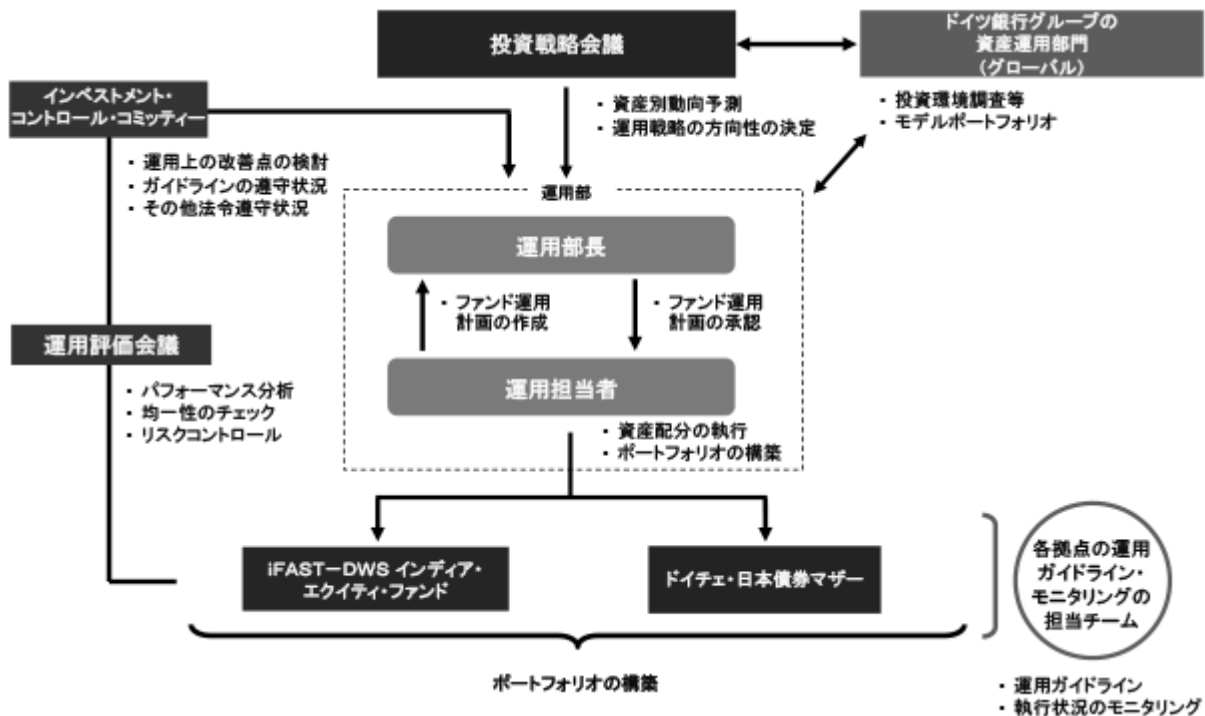 投資戦略会議
ドイツ銀行グループの
資産運用部門
(グローバル)
インベストメント・
コントロール・コミッティー
・資産別動向予測
・運用戦略の方向性の決定
・投資環境調査等
・モデルポートフォリオ
・運用上の改善点の検討
・ガイドラインの遵守状況
・その他法令遵守状況
運用部
運用部長
・ファンド運用
計画の作成
・ファンド運用
計画の承認
運用評価会議
運用担当者
・パフォーマンス分析
・均一性のチェック
・リスクコントロール
・資産配分の執行
・ポートフォリオの構築
iFAST-DWS インディア・
エクイティ・ファンド
ドイチェ・日本債券マザー
各拠点の運用
ガイドライン・
モニタリングの
担当チーム
ポートフォリオの構築
・運用ガイドライン
・執行状況のモニタリング